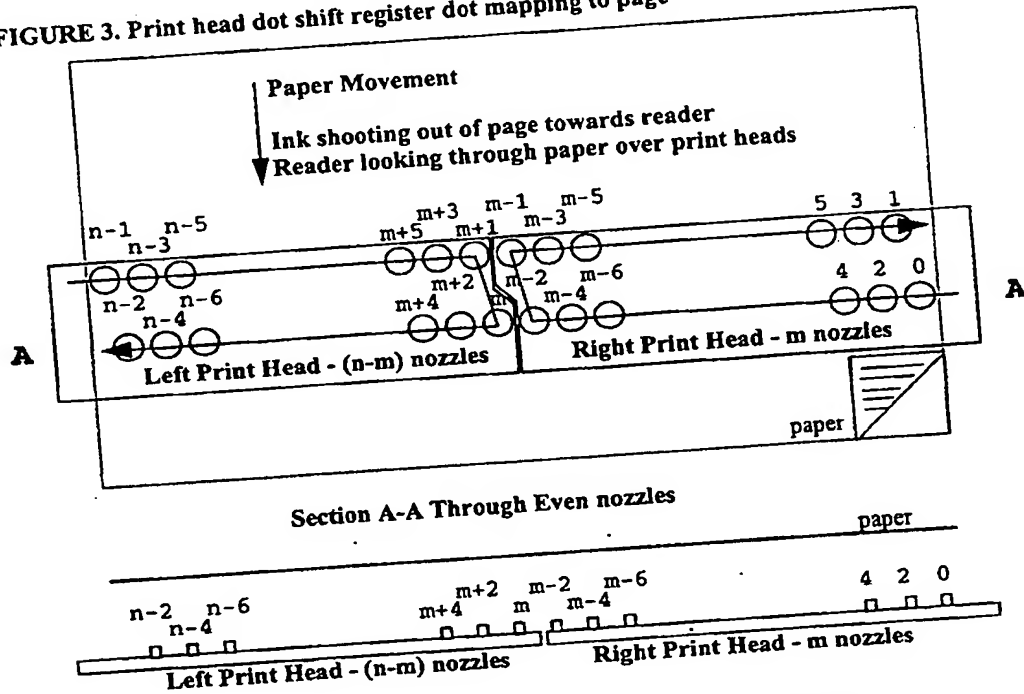 FIGURE 3. Print head dot shift register dot mapping to page
Paper Movement
Ink shooting out of page towards reader
Reader looking through paper over print heads
n-1 n-5 m+3 m-1 m-5 5 3 1
n-3 m+5 m+1 m-3
n-2 n-6 m+2 m-2 m-6 4 2 0
n-4 m+4 m m-4
A A
Left Print Head - (n-m) nozzles Right Print Head - m nozzles
paper
Section A-A Through Even nozzles
paper
n-2 n-6 m+2 m-2 m-6 4 2 0
n-4 m+4 m m-4
Left Print Head - (n-m) nozzles Right Print Head - m nozzles